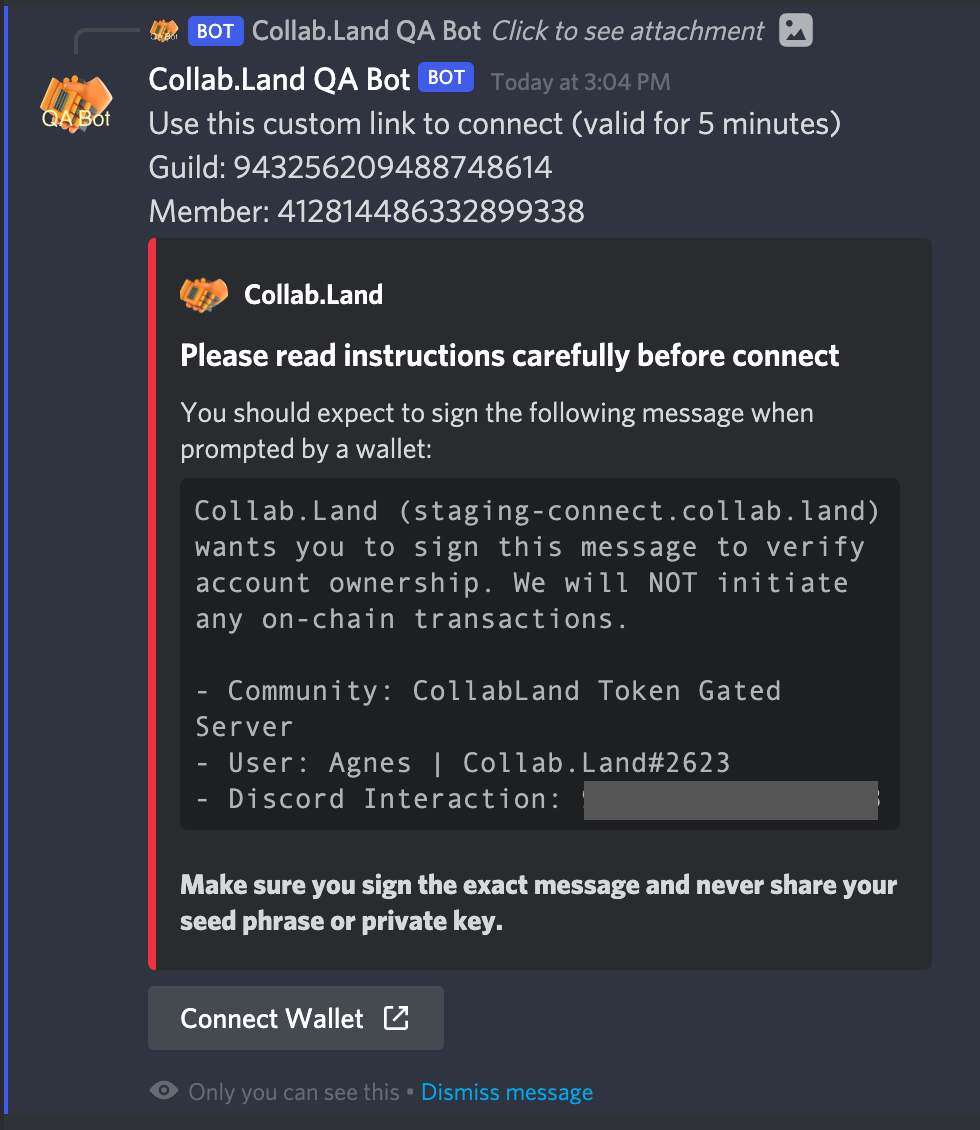 BOT Collab.Land QA Bot Click to see attachment
QA Bot
Collab.Land QA Bot BOT Today at 3:04 PM
Use this custom link to connect (valid for 5 minutes)
Guild: 943256209488748614
Member: 412814486332899338
Collab.Land
Please read instructions carefully before connect
You should expect to sign the following message when
prompted by a wallet:
Collab.Land (staging-connect.collab.land)
wants you to sign this message to verify
account ownership. We will NOT initiate
any on-chain transactions.
- Community: CollabLand Token Gated
Server
- User: Agnes | Collab.Land#2623
- Discord Interaction:
Make sure you sign the exact message and never share your
seed phrase or private key.
Connect Wallet
Only you can see this • Dismiss message